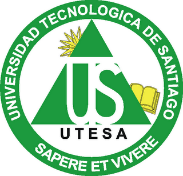 UNIVERSIDAD TECNOLOGICA DE SANTIAGO
US
UTESA
SAPERE ET VIVERE